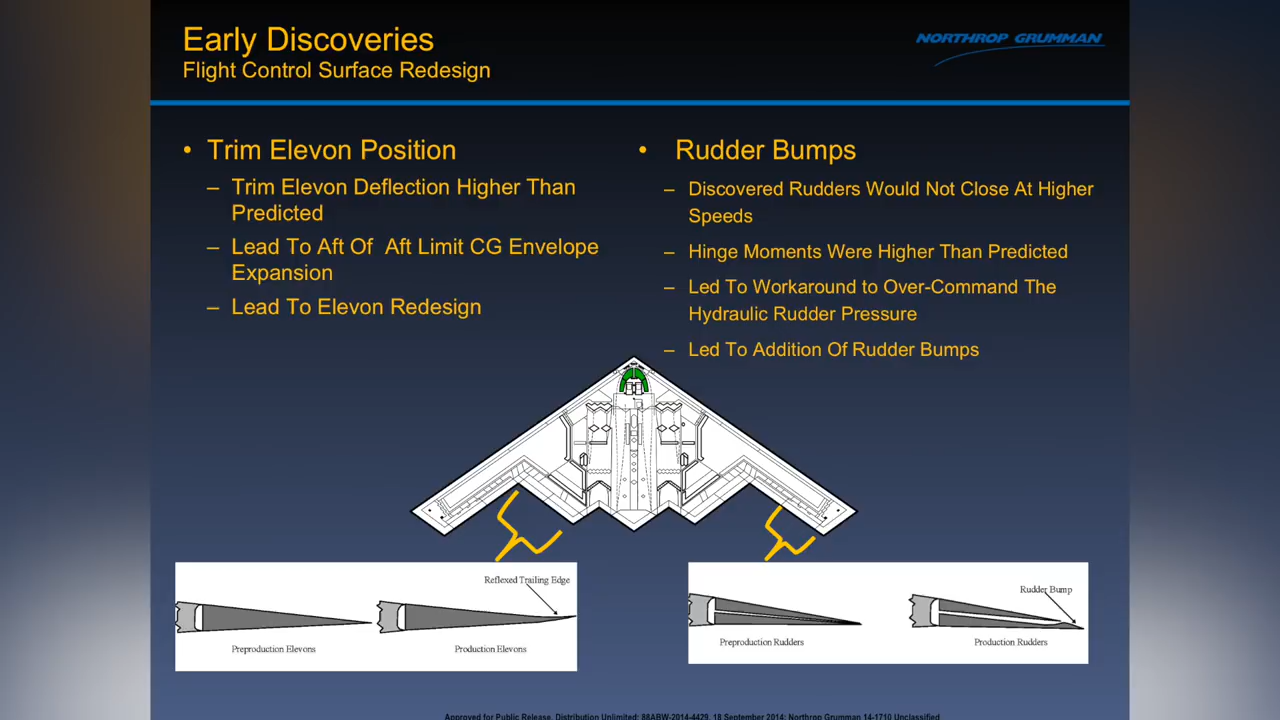 Early Discoveries
Flight Control Surface Redesign
NORTHROP GRUMMAN
• Trim Elevon Position
– Trim Elevon Deflection Higher Than
Predicted
– Lead To Aft Of Aft Limit CG Envelope
Expansion
– Lead To Elevon Redesign
• Rudder Bumps
– Discovered Rudders Would Not Close At Higher
Speeds
– Hinge Moments Were Higher Than Predicted
– Led To Workaround to Over-Command The
Hydraulic Rudder Pressure
– Led To Addition Of Rudder Bumps
Reflexed Trailing Edge
Preproduction Elevons
Production Elevons
Rudder Bump
Preproduction Rudders
Production Rudders
Approved for Public Release, Distribution Unlimited: 88ABW-2014-4429, 18 September 2014; Northrop Grumman 14-1710 Unclassified